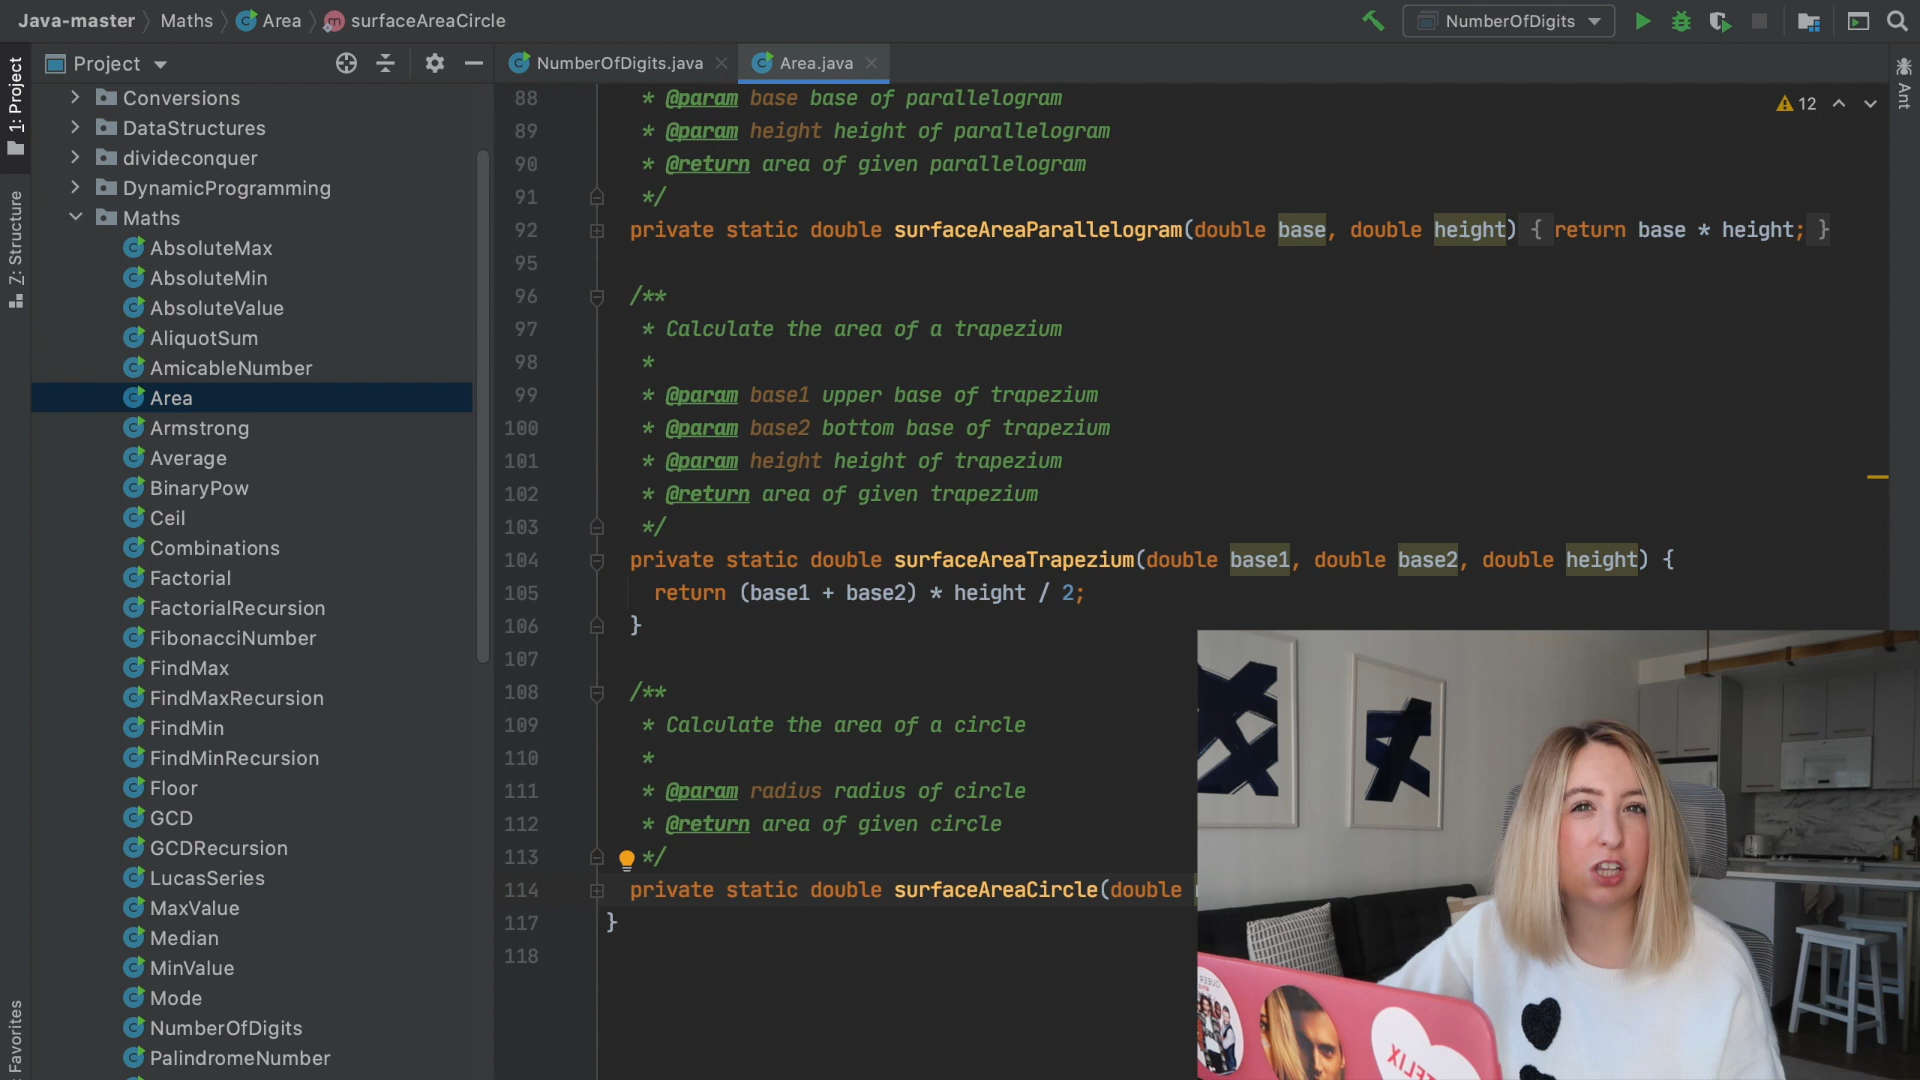 Java-master Maths Area surfaceAreaCircle
NumberOfDigits
Project
NumberOfDigits.java
Area.java
1: Project
Z: Structure
Favorites
Ant
12
Conversions
DataStructures
divideconquer
DynamicProgramming
Maths
AbsoluteMax
AbsoluteMin
AbsoluteValue
AliquotSum
AmicableNumber
Area
Armstrong
Average
BinaryPow
Ceil
Combinations
Factorial
FactorialRecursion
FibonacciNumber
FindMax
FindMaxRecursion
FindMin
FindMinRecursion
Floor
GCD
GCDRecursion
LucasSeries
MaxValue
Median
MinValue
Mode
NumberOfDigits
PalindromeNumber
88 * @param base base of parallelogram
89 * @param height height of parallelogram
90 * @return area of given parallelogram
91 */
92 private static double surfaceAreaParallelogram(double base, double height) { return base * height; }
95
96 /**
97 * Calculate the area of a trapezium
98 *
99 * @param base1 upper base of trapezium
100 * @param base2 bottom base of trapezium
101 * @param height height of trapezium
102 * @return area of given trapezium
103 */
104 private static double surfaceAreaTrapezium(double base1, double base2, double height) {
105 return (base1 + base2) * height / 2;
106 }
107
108 /**
109 * Calculate the area of a circle
110 *
111 * @param radius radius of circle
112 * @return area of given circle
113 */
114 private static double surfaceAreaCircle(double
117 }
118
NETFLIX